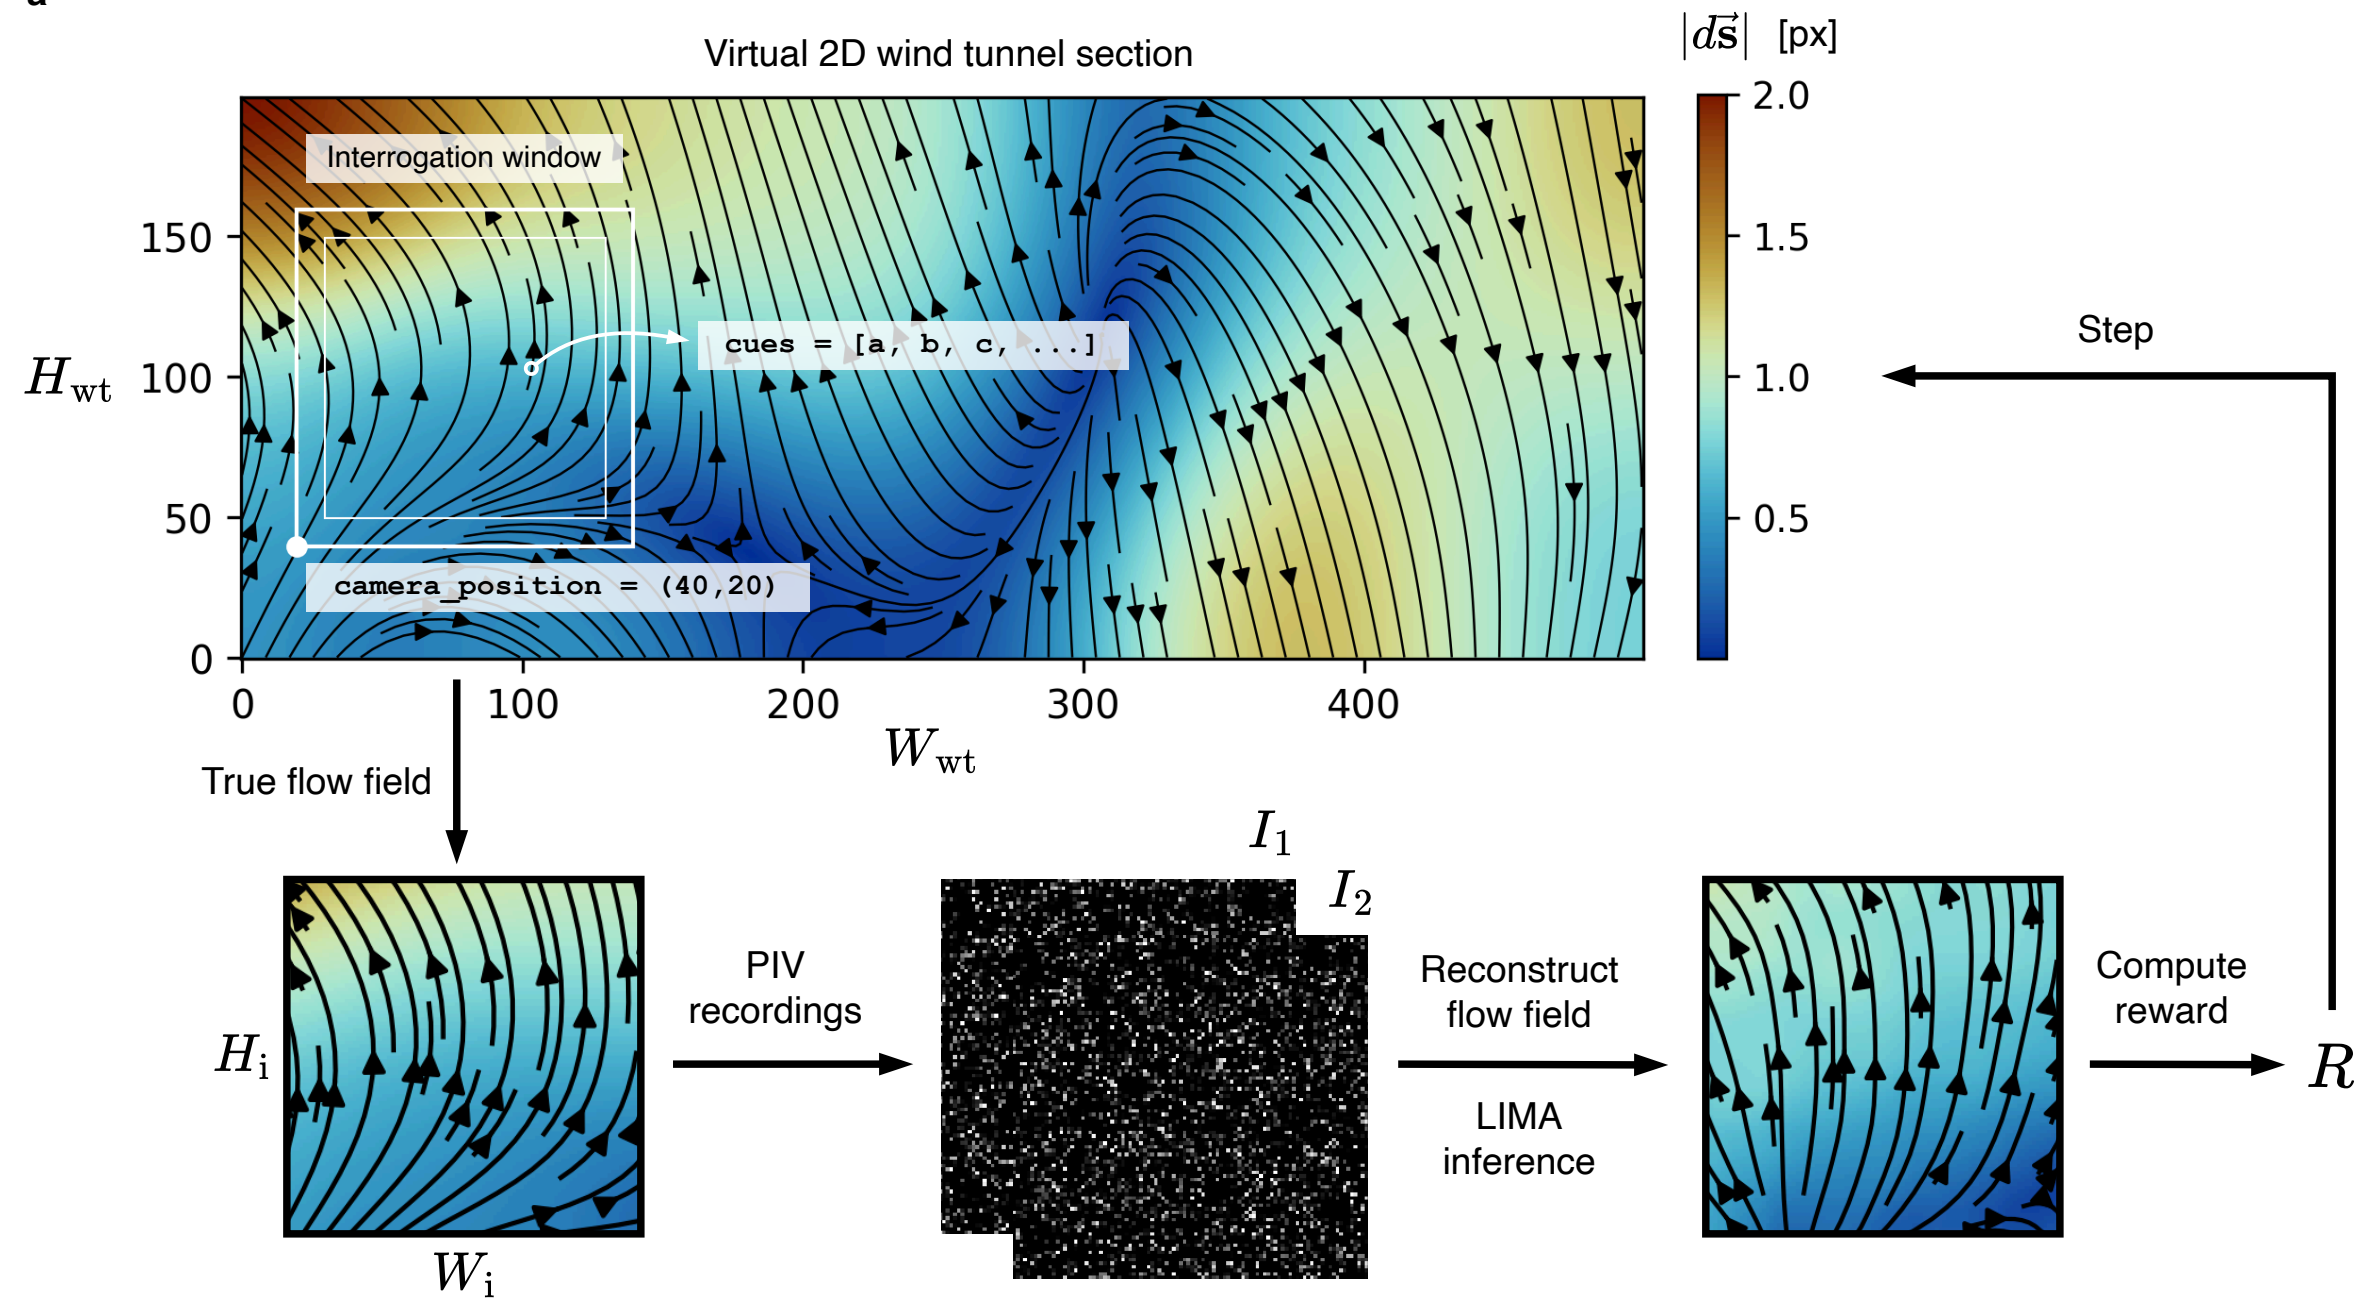 Virtual 2D wind tunnel section
|ds⃗| [px]
2.0
1.5
1.0
0.5
Interrogation window
150
100
50
0
H_wt
cues = [a, b, c, ...]
camera_position = (40,20)
0 100 200 300 400
W_wt
Step
True flow field
H_i
W_i
PIV
recordings
I_1
I_2
Reconstruct
flow field
LIMA
inference
Compute
reward
R